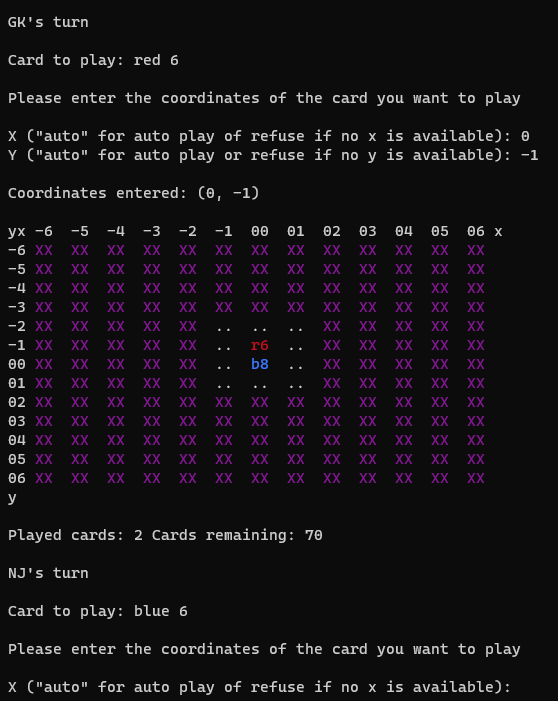 GK's turn
Card to play: red 6
Please enter the coordinates of the card you want to play
X ("auto" for auto play of refuse if no x is available): 0
Y ("auto" for auto play or refuse if no y is available): -1
Coordinates entered: (0, -1)
yx -6 -5 -4 -3 -2 -1 00 01 02 03 04 05 06 x
-6 XX XX XX XX XX XX XX XX XX XX XX XX XX
-5 XX XX XX XX XX XX XX XX XX XX XX XX XX
-4 XX XX XX XX XX XX XX XX XX XX XX XX XX
-3 XX XX XX XX XX XX XX XX XX XX XX XX XX
-2 XX XX XX XX XX .. .. .. XX XX XX XX XX
-1 XX XX XX XX XX .. r6 .. XX XX XX XX XX
00 XX XX XX XX XX .. b8 .. XX XX XX XX XX
01 XX XX XX XX XX .. .. .. XX XX XX XX XX
02 XX XX XX XX XX XX XX XX XX XX XX XX XX
03 XX XX XX XX XX XX XX XX XX XX XX XX XX
04 XX XX XX XX XX XX XX XX XX XX XX XX XX
05 XX XX XX XX XX XX XX XX XX XX XX XX XX
06 XX XX XX XX XX XX XX XX XX XX XX XX XX
y
Played cards: 2 Cards remaining: 70
NJ's turn
Card to play: blue 6
Please enter the coordinates of the card you want to play
X ("auto" for auto play of refuse if no x is available):